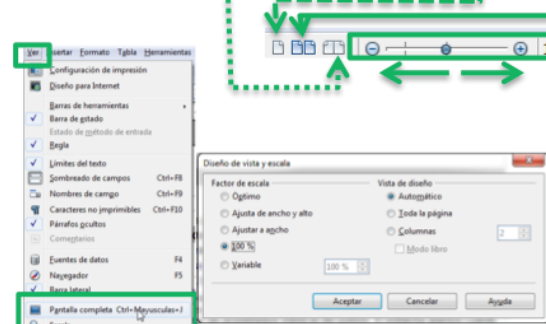 Ver Insertar Formato Tabla Herramientas
Configuración de impresión
Diseño para Internet
Barras de herramientas
Barra de estado
Estado de método de entrada
Regla
Límites del texto
Sombreado de campos Ctrl+F8
Nombres de campo Ctrl+F9
Caracteres no imprimibles Ctrl+F10
Párrafos ocultos
Comentarios
Fuentes de datos F4
Navegador F5
Barra lateral
Pantalla completa Ctrl+Mayusculas+J
Diseño de vista y escala
Factor de escala
Óptimo
Ajusta de ancho y alto
Ajustar a ancho
100 %
Variable
100 %
Vista de diseño
Automático
Toda la página
Columnas
2
Modo libro
Aceptar Cancelar Ayuda